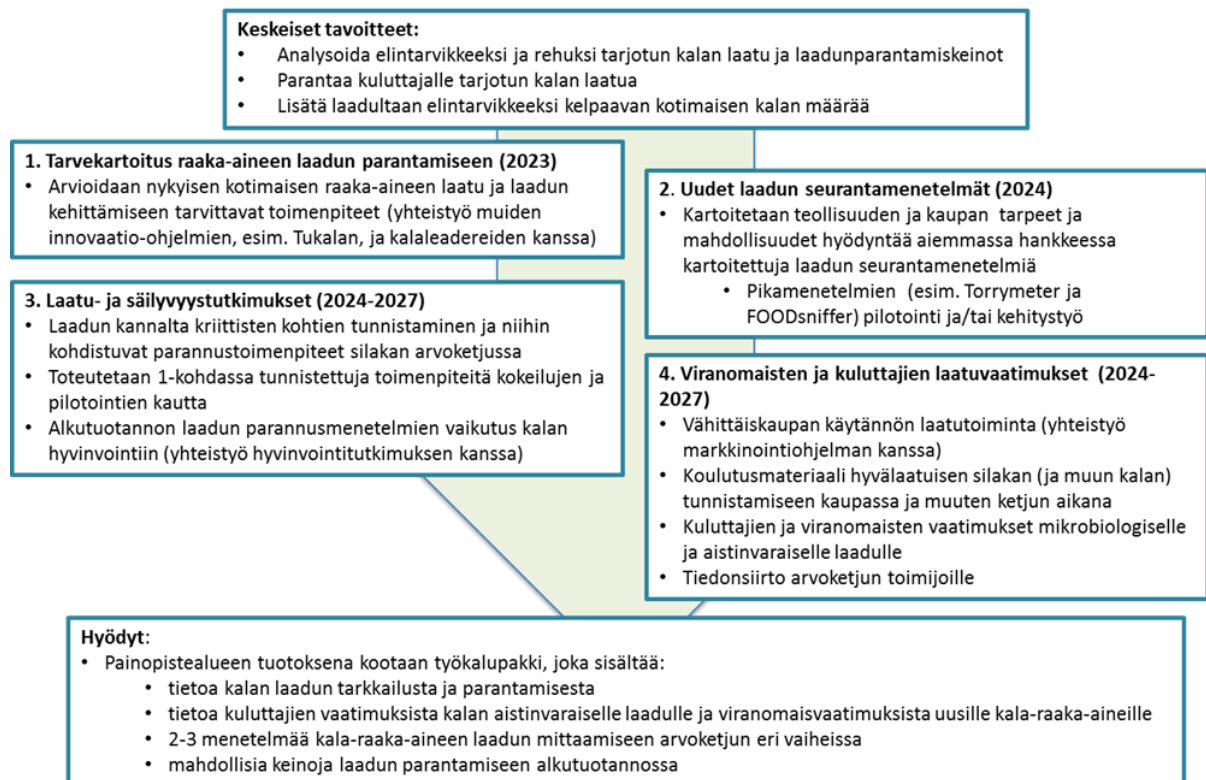 Keskeiset tavoitteet:
• Analysoida elintarvikkeeksi ja rehuksi tarjotun kalan laatu ja laadunparantamiskeinot
• Parantaa kuluttajalle tarjotun kalan laatua
• Lisätä laadultaan elintarvikkeeksi kelpaavan kotimaisen kalan määrää
1. Tarvekartoitus raaka-aineen laadun parantamiseen (2023)
• Arvioidaan nykyisen kotimaisen raaka-aineen laatu ja laadun
kehittämiseen tarvittavat toimenpiteet (yhteistyö muiden
innovaatio-ohjelmien, esim. Tukalan, ja kalaleadereiden kanssa)
2. Uudet laadun seurantamenetelmät (2024)
• Kartoitetaan teollisuuden ja kaupan tarpeet ja
mahdollisuudet hyödyntää aiemmassa hankkeessa
kartoitettuja laadun seurantamenetelmiä
• Pikamenetelmien (esim. Torrymeter ja
FOODsniffer) pilotointi ja/tai kehitystyö
3. Laatu- ja säilyvyystutkimukset (2024-2027)
• Laadun kannalta kriittisten kohtien tunnistaminen ja niihin
kohdistuvat parannustoimenpiteet silakan arvoketjussa
• Toteutetaan 1-kohdassa tunnistettuja toimenpiteitä kokeilujen ja
pilotointien kautta
• Alkutuotannon laadun parannusmenetelmien vaikutus kalan
hyvinvointiin (yhteistyö hyvinvointitutkimuksen kanssa)
4. Viranomaisten ja kuluttajien laatuvaatimukset (2024-
2027)
• Vähittäiskaupan käytännön laatutoiminta (yhteistyö
markkinointiohjelman kanssa)
• Koulutusmateriaali hyvälaatuisen silakan (ja muun kalan)
tunnistamiseen kaupassa ja muuten ketjun aikana
• Kuluttajien ja viranomaisten vaatimukset mikrobiologiselle
ja aistinvaraiselle laadulle
• Tiedonsiirto arvoketjun toimijoille
Hyödyt:
• Painopistealueen tuotoksena kootaan työkalupakki, joka sisältää:
• tietoa kalan laadun tarkkailusta ja parantamisesta
• tietoa kuluttajien vaatimuksista kalan aistinvaraiselle laadulle ja viranomaisvaatimuksista uusille kala-raaka-aineille
• 2-3 menetelmää kala-raaka-aineen laadun mittaamiseen arvoketjun eri vaiheissa
• mahdollisia keinoja laadun parantamiseen alkutuotannossa